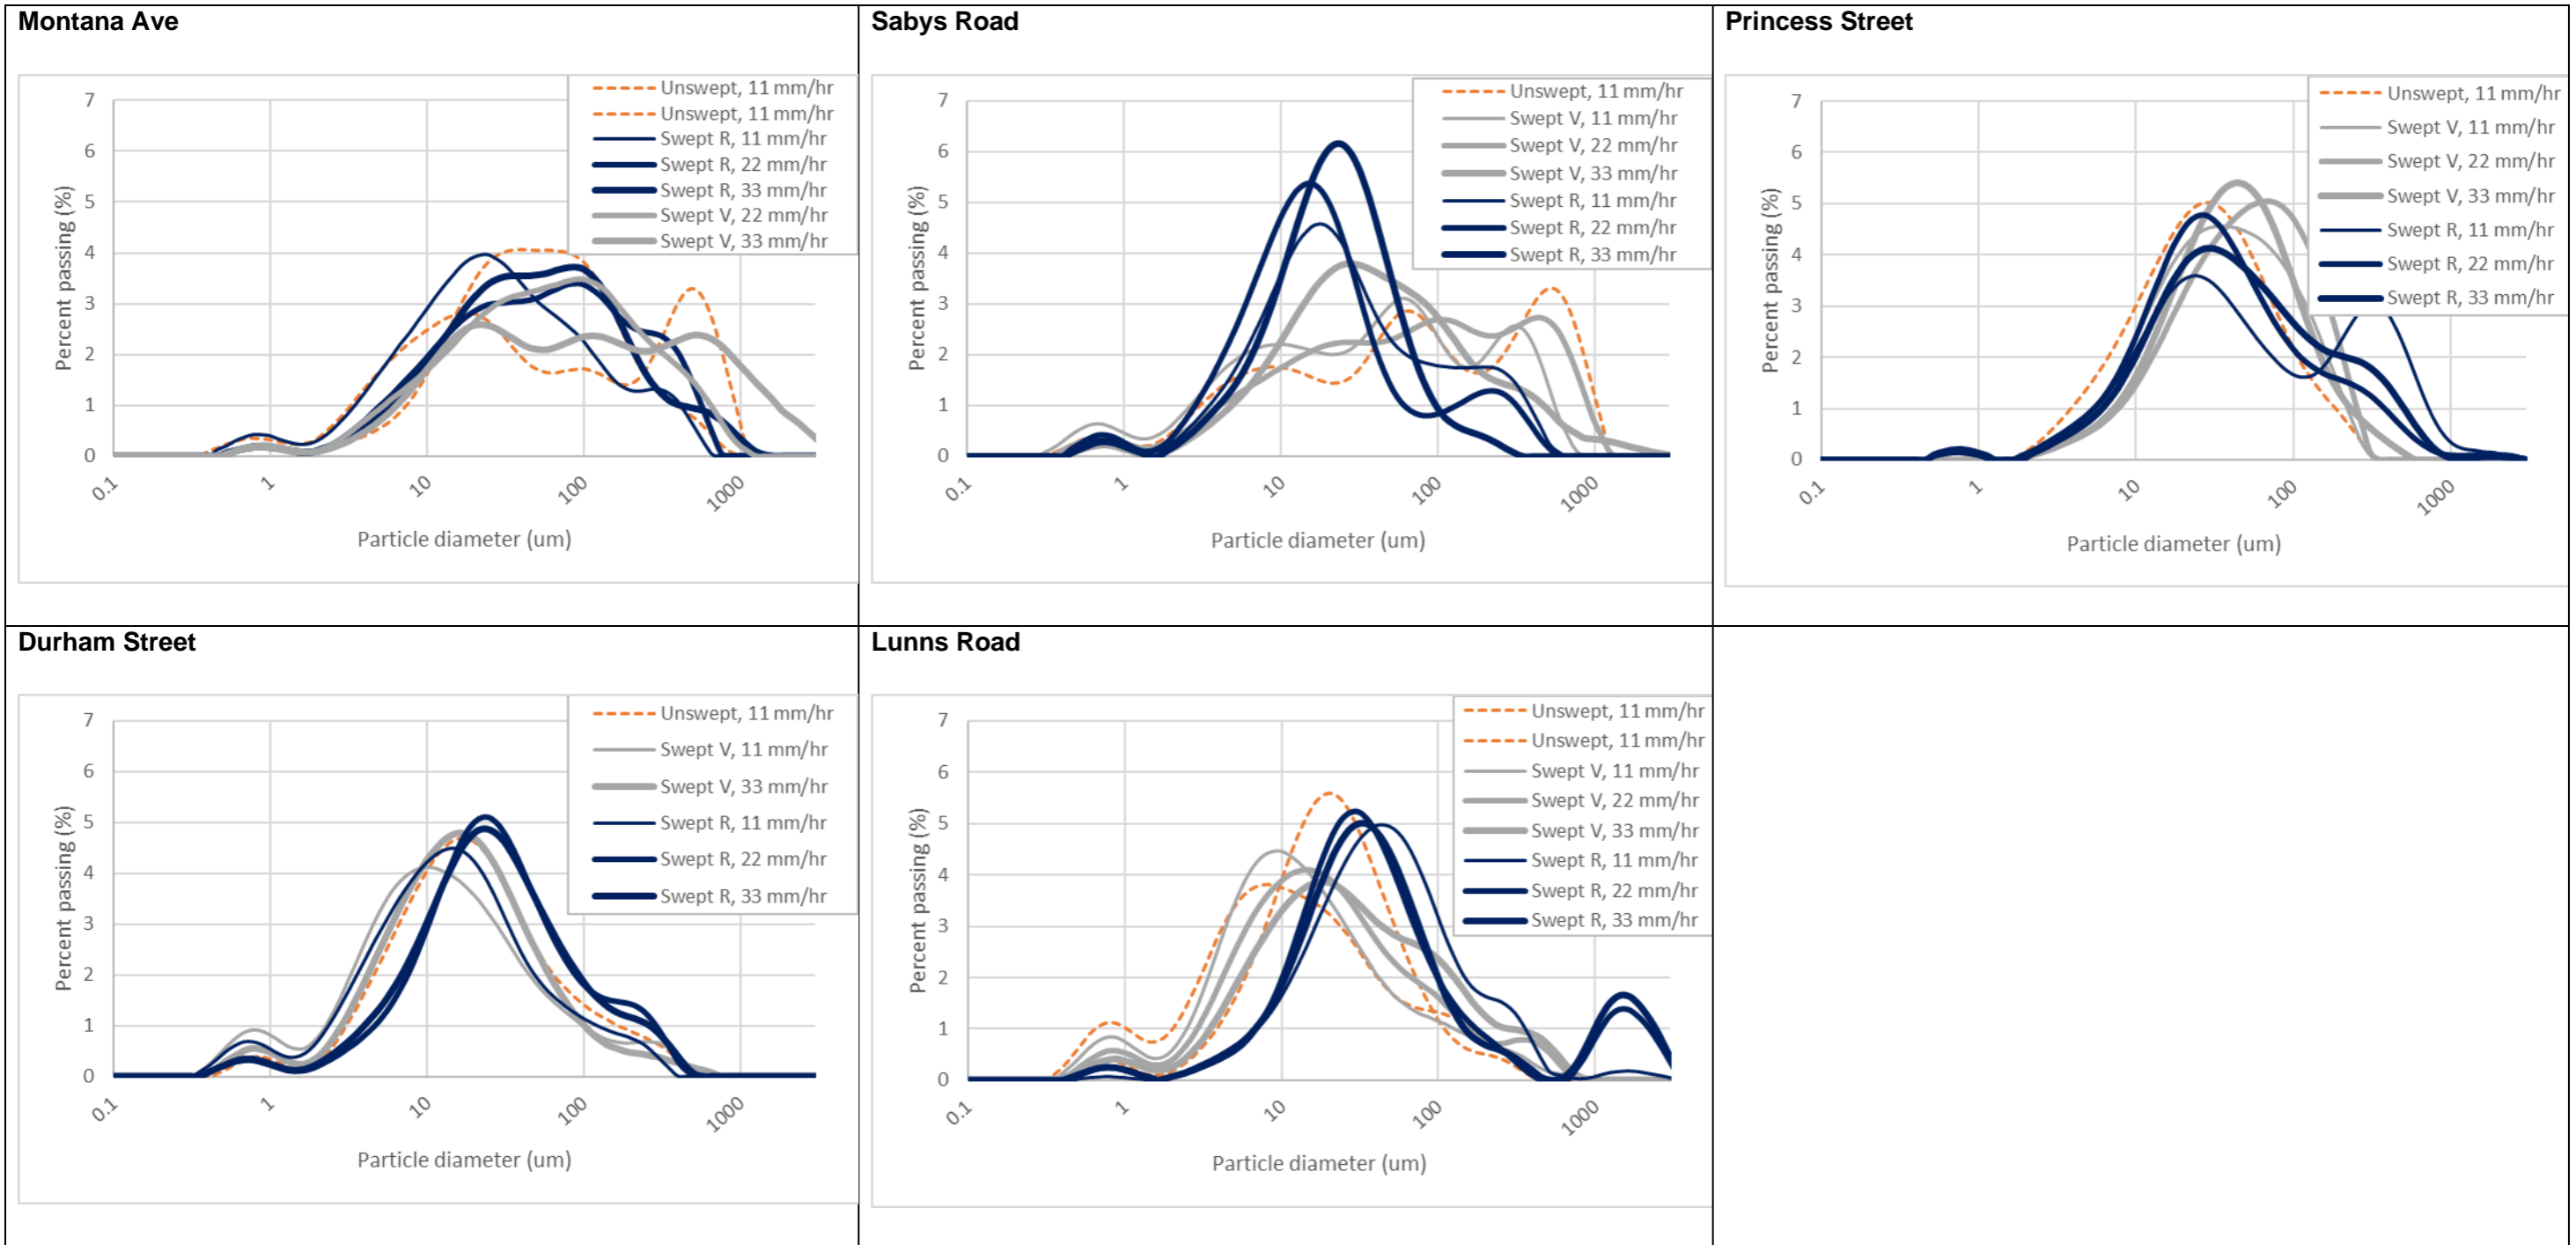 Montana Ave
Unswept, 11 mm/hr
Unswept, 11 mm/hr
Swept R, 11 mm/hr
Swept R, 22 mm/hr
Swept R, 33 mm/hr
Swept V, 22 mm/hr
Swept V, 33 mm/hr
Percent passing (%)
7
6
5
4
3
2
1
0
0.1
1
10
100
1000
Particle diameter (um)
Sabys Road
Unswept, 11 mm/hr
Swept V, 11 mm/hr
Swept V, 22 mm/hr
Swept V, 33 mm/hr
Swept R, 11 mm/hr
Swept R, 22 mm/hr
Swept R, 33 mm/hr
Percent passing (%)
7
6
5
4
3
2
1
0
0.1
1
10
100
1000
Particle diameter (um)
Princess Street
Unswept, 11 mm/hr
Swept V, 11 mm/hr
Swept V, 22 mm/hr
Swept V, 33 mm/hr
Swept R, 11 mm/hr
Swept R, 22 mm/hr
Swept R, 33 mm/hr
Percent passing (%)
7
6
5
4
3
2
1
0
0.1
1
10
100
1000
Particle diameter (um)
Durham Street
Unswept, 11 mm/hr
Swept V, 11 mm/hr
Swept V, 33 mm/hr
Swept R, 11 mm/hr
Swept R, 22 mm/hr
Swept R, 33 mm/hr
Percent passing (%)
7
6
5
4
3
2
1
0
0.1
1
10
100
1000
Particle diameter (um)
Lunns Road
Unswept, 11 mm/hr
Unswept, 11 mm/hr
Swept V, 11 mm/hr
Swept V, 22 mm/hr
Swept V, 33 mm/hr
Swept R, 11 mm/hr
Swept R, 22 mm/hr
Swept R, 33 mm/hr
Percent passing (%)
7
6
5
4
3
2
1
0
0.1
1
10
100
1000
Particle diameter (um)